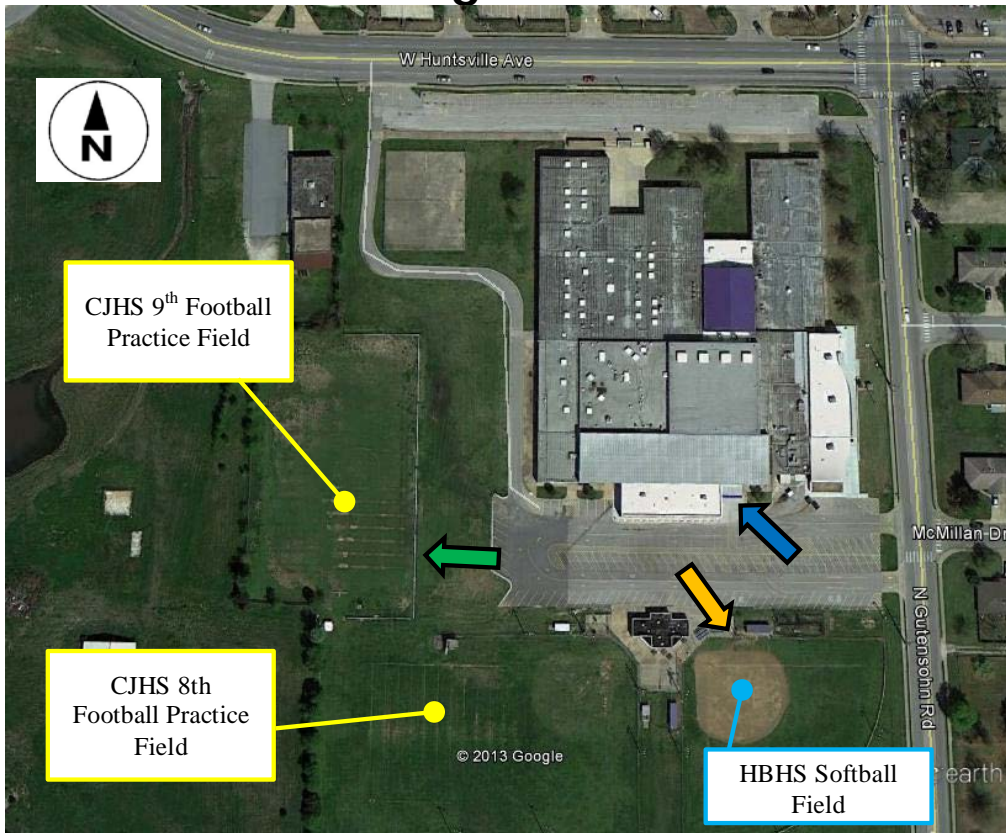 W Huntsville Ave
N
CJHS 9th Football
Practice Field
McMillan Dr
N Gutensohn Rd
CJHS 8th
Football Practice
Field
© 2013 Google
HBHS Softball
Field
earth